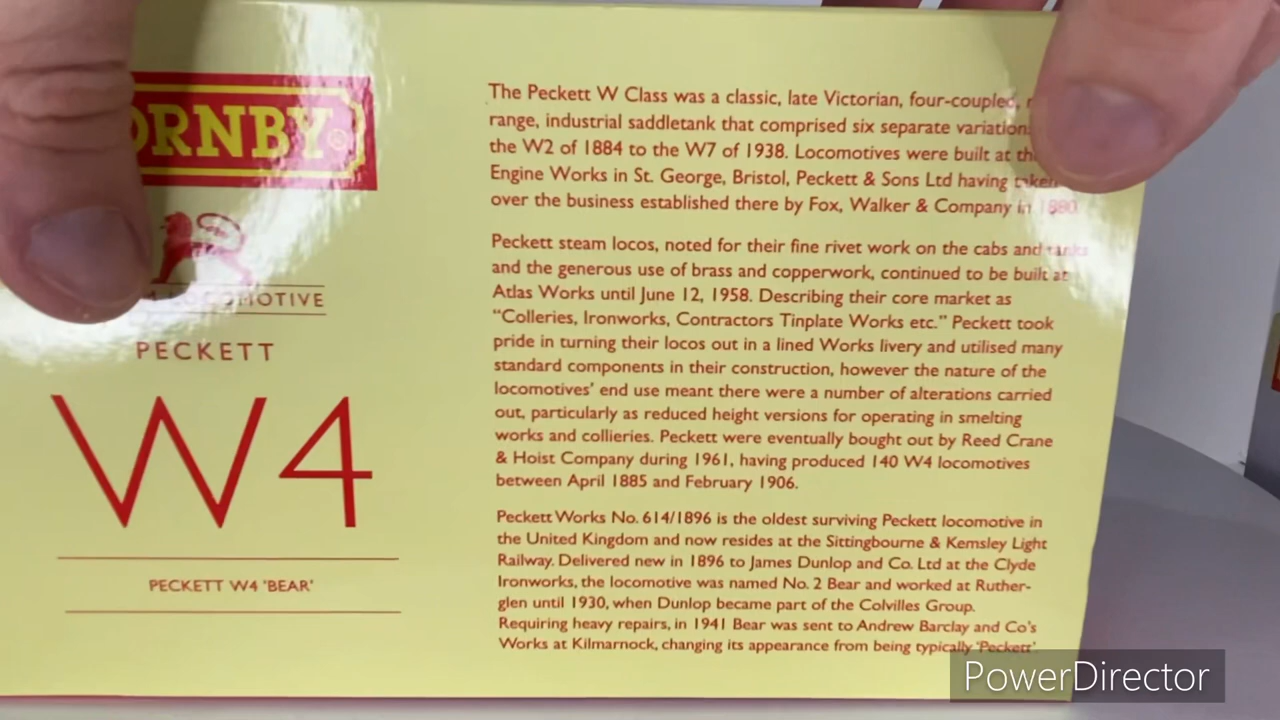 ORNBY®
LOCOMOTIVE
PECKETT
W4
PECKETT W4 'BEAR'
The Peckett W Class was a classic, late Victorian, four-coupled,
range, industrial saddletank that comprised six separate
the W2 of 1884 to the W7 of 1938. Locomotives were built at
Engine Works in St. George, Bristol, Peckett & Sons Ltd having taken
over the business established there by Fox, Walker & Company in 1880
Peckett steam locos, noted for their fine rivet work on the cabs and tanks
and the generous use of brass and copperwork, continued to be built at
Atlas Works until June 12, 1958. Describing their core market as
“Colleries, Ironworks, Contractors Tinplate Works etc.” Peckett took
pride in turning their locos out in a lined Works livery and utilised many
standard components in their construction, however the nature of the
locomotives’ end use meant there were a number of alterations carried
out, particularly as reduced height versions for operating in smelting
works and collieries. Peckett were eventually bought out by Reed Crane
& Hoist Company during 1961, having produced 140 W4 locomotives
between April 1885 and February 1906.
Peckett Works No. 614/1896 is the oldest surviving Peckett locomotive in
the United Kingdom and now resides at the Sittingbourne & Kemsley Light
Railway. Delivered new in 1896 to James Dunlop and Co. Ltd at the Clyde
Ironworks, the locomotive was named No. 2 Bear and worked at Ruther-
glen until 1930, when Dunlop became part of the Colvilles Group.
Requiring heavy repairs, in 1941 Bear was sent to Andrew Barclay and Co’s
Works at Kilmarnock, changing its appearance from being typically ‘Peckett’
PowerDirector